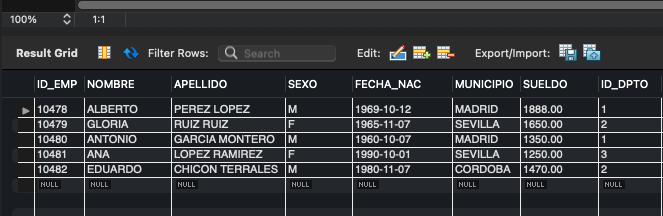 100% 1:1
Result Grid Filter Rows: Search Edit: Export/Import:
ID_EMP NOMBRE APELLIDO SEXO FECHA_NAC MUNICIPIO SUELDO ID_DPTO
10478 ALBERTO PEREZ LOPEZ M 1969-10-12 MADRID 1888.00 1
10479 GLORIA RUIZ RUIZ F 1965-11-07 SEVILLA 1650.00 2
10480 ANTONIO GARCIA MONTERO M 1960-10-07 MADRID 1350.00 1
10481 ANA LOPEZ RAMIREZ F 1990-10-01 SEVILLA 1250.00 3
10482 EDUARDO CHICON TERRALES M 1980-11-07 CORDOBA 1470.00 2
NULL NULL NULL NULL NULL NULL NULL NULL